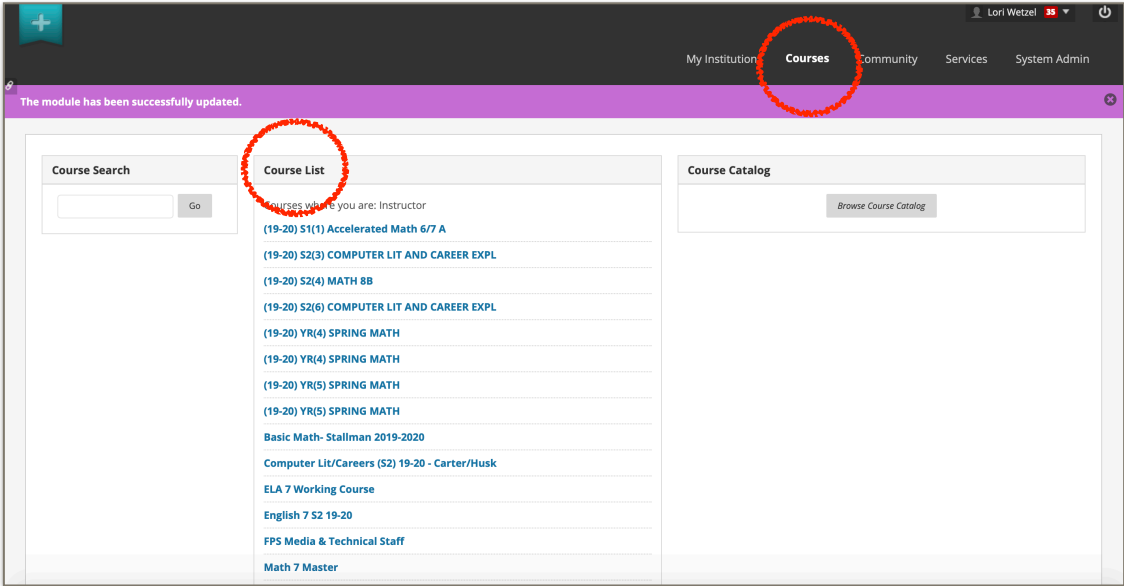 Lori Wetzel 35
My Institution Courses Community Services System Admin
The module has been successfully updated.
Course Search
Go
Course List
Courses where you are: Instructor
(19-20) S1(1) Accelerated Math 6/7 A
(19-20) S2(3) COMPUTER LIT AND CAREER EXPL
(19-20) S2(4) MATH 8B
(19-20) S2(6) COMPUTER LIT AND CAREER EXPL
(19-20) YR(4) SPRING MATH
(19-20) YR(4) SPRING MATH
(19-20) YR(5) SPRING MATH
(19-20) YR(5) SPRING MATH
Basic Math- Stallman 2019-2020
Computer Lit/Careers (S2) 19-20 - Carter/Husk
ELA 7 Working Course
English 7 S2 19-20
FPS Media & Technical Staff
Math 7 Master
Course Catalog
Browse Course Catalog